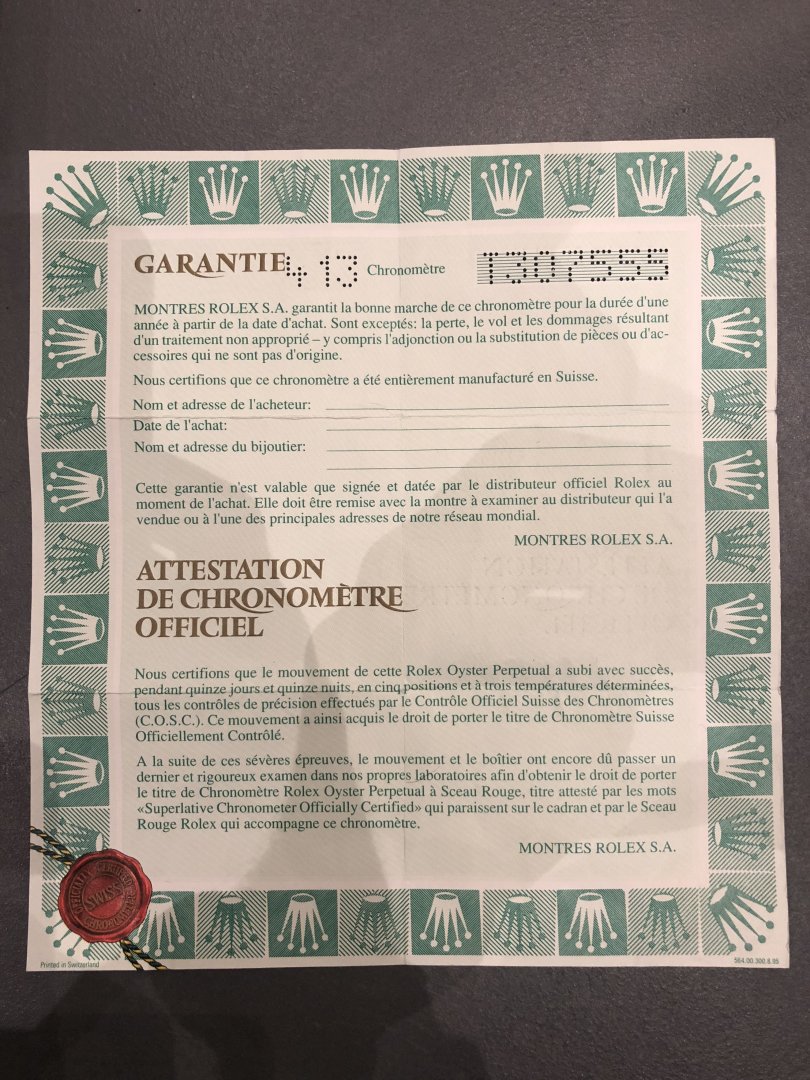 GARANTIE 413 Chronomètre T307555
MONTRES ROLEX S.A. garantit la bonne marche de ce chronomètre pour la durée d'une
année à partir de la date d'achat. Sont exceptés: la perte, le vol et les dommages résultant
d'un traitement non approprié – y compris l'adjonction ou la substitution de pièces ou d'ac-
cessoires qui ne sont pas d'origine.
Nous certifions que ce chronomètre a été entièrement manufacturé en Suisse.
Nom et adresse de l'acheteur:
Date de l'achat:
Nom et adresse du bijoutier:
Cette garantie n'est valable que signée et datée par le distributeur officiel Rolex au
moment de l'achat. Elle doit être remise avec la montre à examiner au distributeur qui l'a
vendue ou à l'une des principales adresses de notre réseau mondial.
MONTRES ROLEX S.A.
ATTESTATION
DE CHRONOMÈTRE
OFFICIEL
Nous certifions que le mouvement de cette Rolex Oyster Perpetual a subi avec succès,
pendant quinze jours et quinze nuits, en cinq positions et à trois températures déterminées,
tous les contrôles de précision effectués par le Contrôle Officiel Suisse des Chronomètres
(C.O.S.C.). Ce mouvement a ainsi acquis le droit de porter le titre de Chronomètre Suisse
Officiellement Contrôlé.
A la suite de ces sévères épreuves, le mouvement et le boîtier ont encore dû passer un
dernier et rigoureux examen dans nos propres laboratoires afin d'obtenir le droit de porter
le titre de Chronomètre Rolex Oyster Perpetual à Sceau Rouge, titre attesté par les mots
«Superlative Chronometer Officially Certified» qui paraissent sur le cadran et par le Sceau
Rouge Rolex qui accompagne ce chronomètre.
MONTRES ROLEX S.A.
OFFICIALLY CERTIFIED
SWISS
CHRONOMETER
Printed in Switzerland
564.00.300.8.95